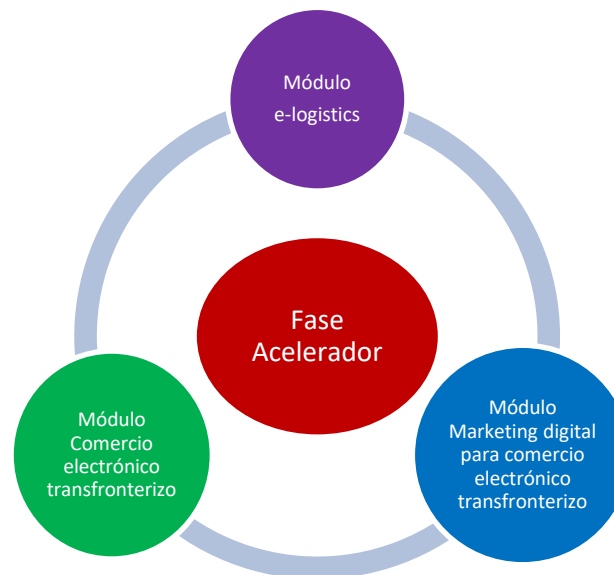 Módulo
e-logistics
Fase
Acelerador
Módulo
Comercio
electrónico
transfronterizo
Módulo
Marketing digital
para comercio
electrónico
transfronterizo